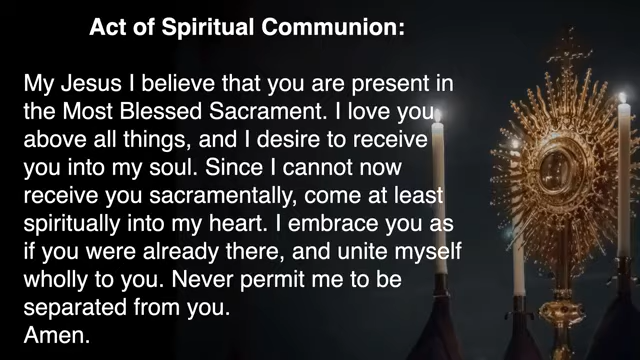 Act of Spiritual Communion:
My Jesus I believe that you are present in
the Most Blessed Sacrament. I love you
above all things, and I desire to receive
you into my soul. Since I cannot now
receive you sacramentally, come at least
spiritually into my heart. I embrace you as
if you were already there, and unite myself
wholly to you. Never permit me to be
separated from you.
Amen.